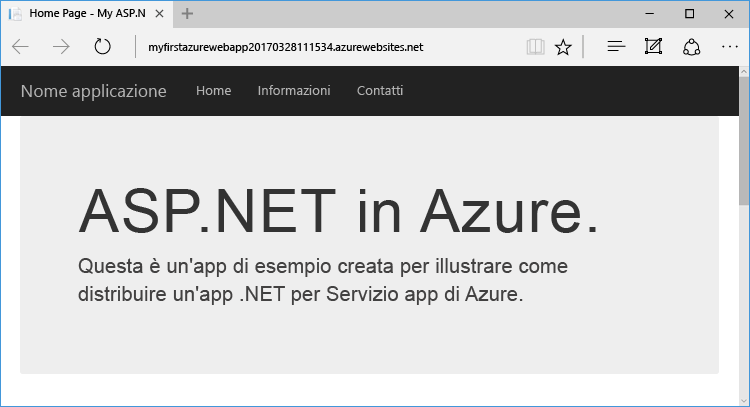 Home Page - My ASP.N
myfirstazurewebapp20170328111534.azurewebsites.net
Nome applicazione Home Informazioni Contatti
ASP.NET in Azure.
Questa è un'app di esempio creata per illustrare come
distribuire un'app .NET per Servizio app di Azure.